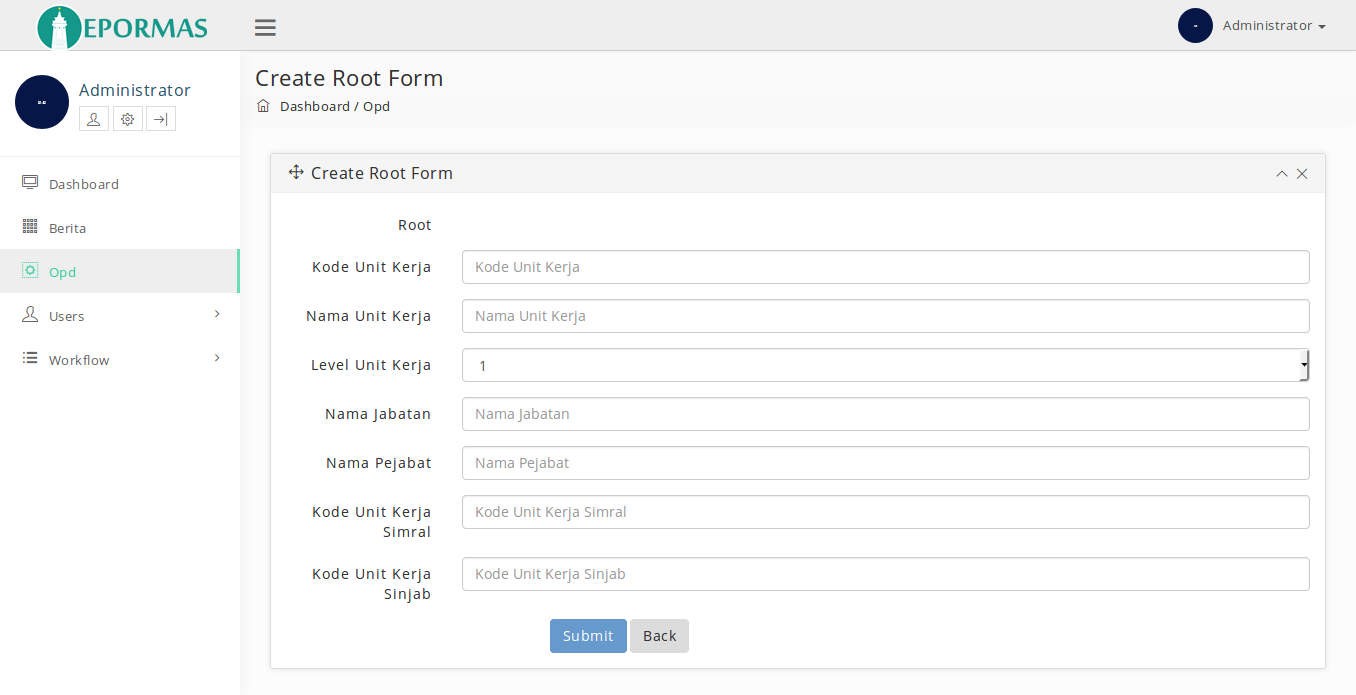 EPORMAS
Administrator
Administrator
Create Root Form
Dashboard / Opd
Dashboard
Berita
Opd
Users
Workflow
Create Root Form
Root
Kode Unit Kerja
Kode Unit Kerja
Nama Unit Kerja
Nama Unit Kerja
Level Unit Kerja
1
Nama Jabatan
Nama Jabatan
Nama Pejabat
Nama Pejabat
Kode Unit Kerja
Simral
Kode Unit Kerja Simral
Kode Unit Kerja
Sinjab
Kode Unit Kerja Sinjab
Submit
Back